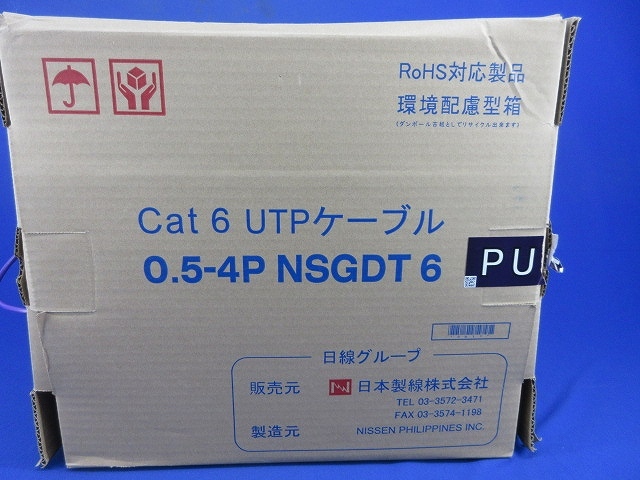 RoHS対応製品
環境配慮型箱
(ダンボール古紙としてリサイクル出来ます)
Cat 6 UTPケーブル
0.5-4P NSGDT 6
PU
日線グループ
販売元 日本製線株式会社
TEL 03-3572-3471
FAX 03-3574-1198
製造元 NISSEN PHILIPPINES INC.